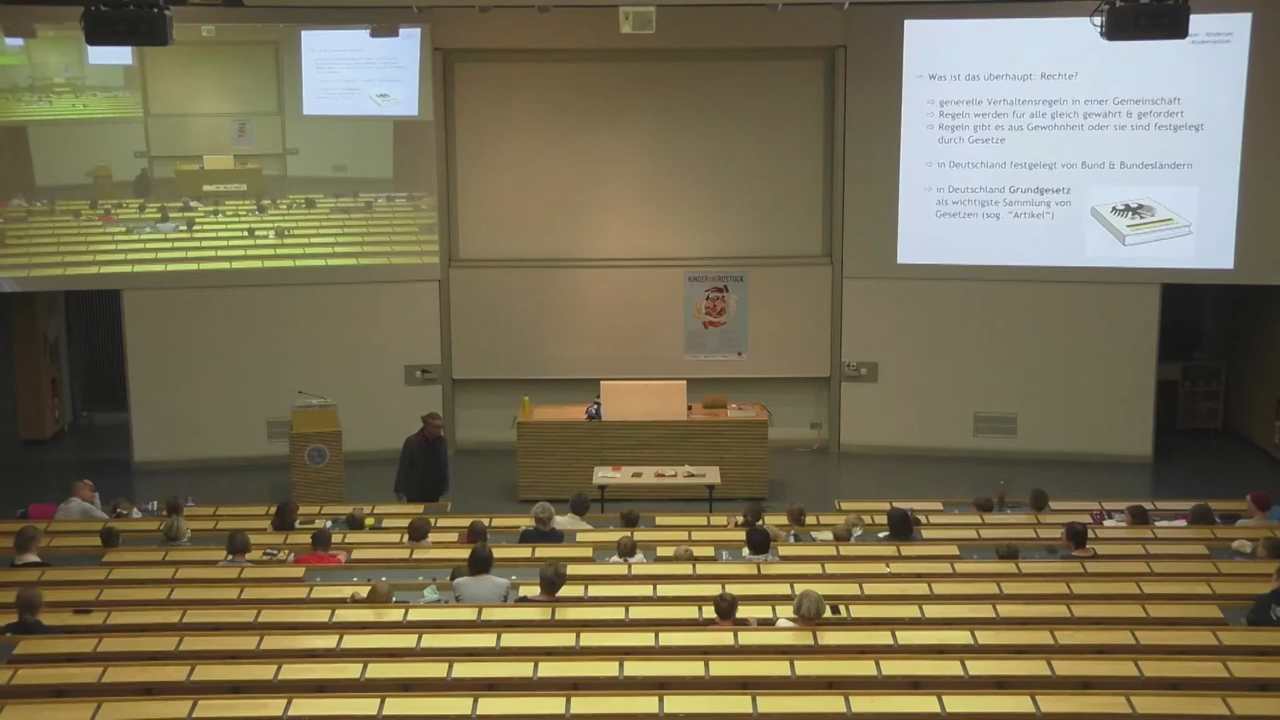 Was ist das überhaupt: Rechte?
generelle Verhaltensregeln in einer Gemeinschaft
Regeln werden für alle gleich gewährt & gefordert
Regeln gibt es aus Gewohnheit oder sie sind festgelegt
durch Gesetze
in Deutschland festgelegt von Bund & Bundesländern
in Deutschland Grundgesetz
als wichtigste Sammlung von
Gesetzen (sog. "Artikel")
KINDERUNIROSTOCK